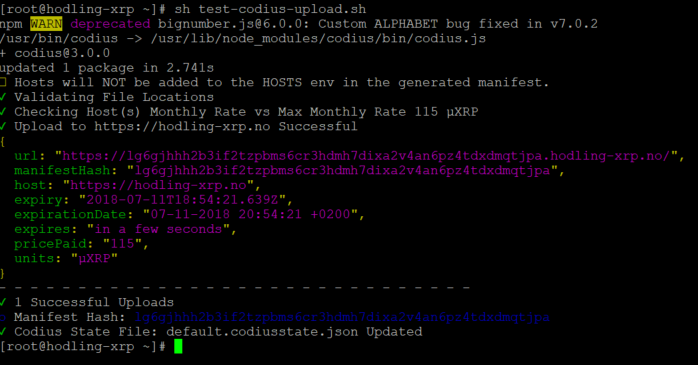 [root@hodling-xrp ~]# sh test-codius-upload.sh
npm WARN deprecated bignumber.js@6.0.0: Custom ALPHABET bug fixed in v7.0.2
/usr/bin/codius -> /usr/lib/node_modules/codius/bin/codius.js
+ codius@3.0.0
updated 1 package in 2.741s
Hosts will NOT be added to the HOSTS env in the generated manifest.
✓ Validating File Locations
✓ Checking Host(s) Monthly Rate vs Max Monthly Rate 115 µXRP
✓ Upload to https://hodling-xrp.no Successful
{
url: "https://lg6gjhhh2b3if2tzpbms6cr3hdmh7dixa2v4an6pz4tdxdmqtjpa.hodling-xrp.no/",
manifestHash: "lg6gjhhh2b3if2tzpbms6cr3hdmh7dixa2v4an6pz4tdxdmqtjpa",
host: "https://hodling-xrp.no",
expiry: "2018-07-11T18:54:21.639Z",
expirationDate: "07-11-2018 20:54:21 +0200",
expires: "in a few seconds",
pricePaid: "115",
units: "µXRP"
}
- - - - - - - - - - - - - - - - - - - - - - - - - - - - - -
✓ 1 Successful Uploads
Manifest Hash: lg6gjhhh2b3if2tzpbms6cr3hdmh7dixa2v4an6pz4tdxdmqtjpa
✓ Codius State File: default.codiusstate.json Updated
[root@hodling-xrp ~]#